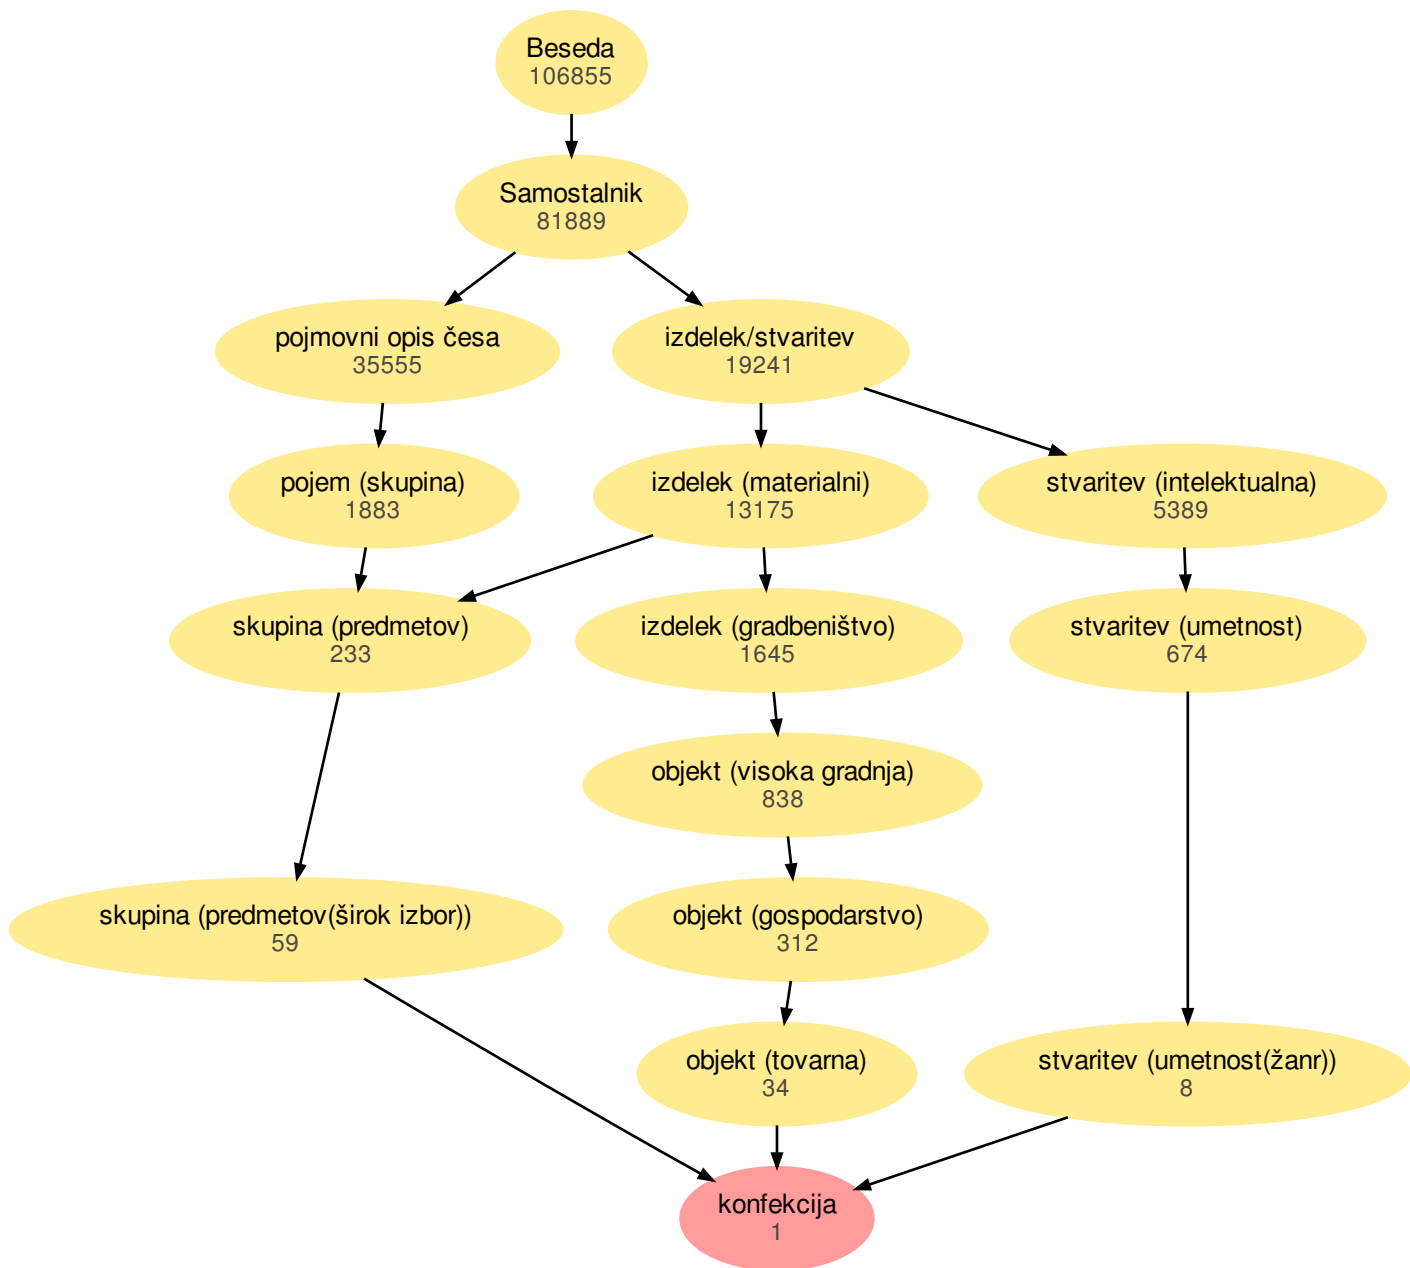 Beseda
106855
Samostalnik
81889
pojmovni opis česa
35555
izdelek/stvaritev
19241
pojem (skupina)
1883
izdelek (materialni)
13175
stvaritev (intelektualna)
5389
skupina (predmetov)
233
izdelek (gradbeništvo)
1645
stvaritev (umetnost)
674
objekt (visoka gradnja)
838
skupina (predmetov(širok izbor))
59
objekt (gospodarstvo)
312
objekt (tovarna)
34
stvaritev (umetnost(žanr))
8
konfekcija
1